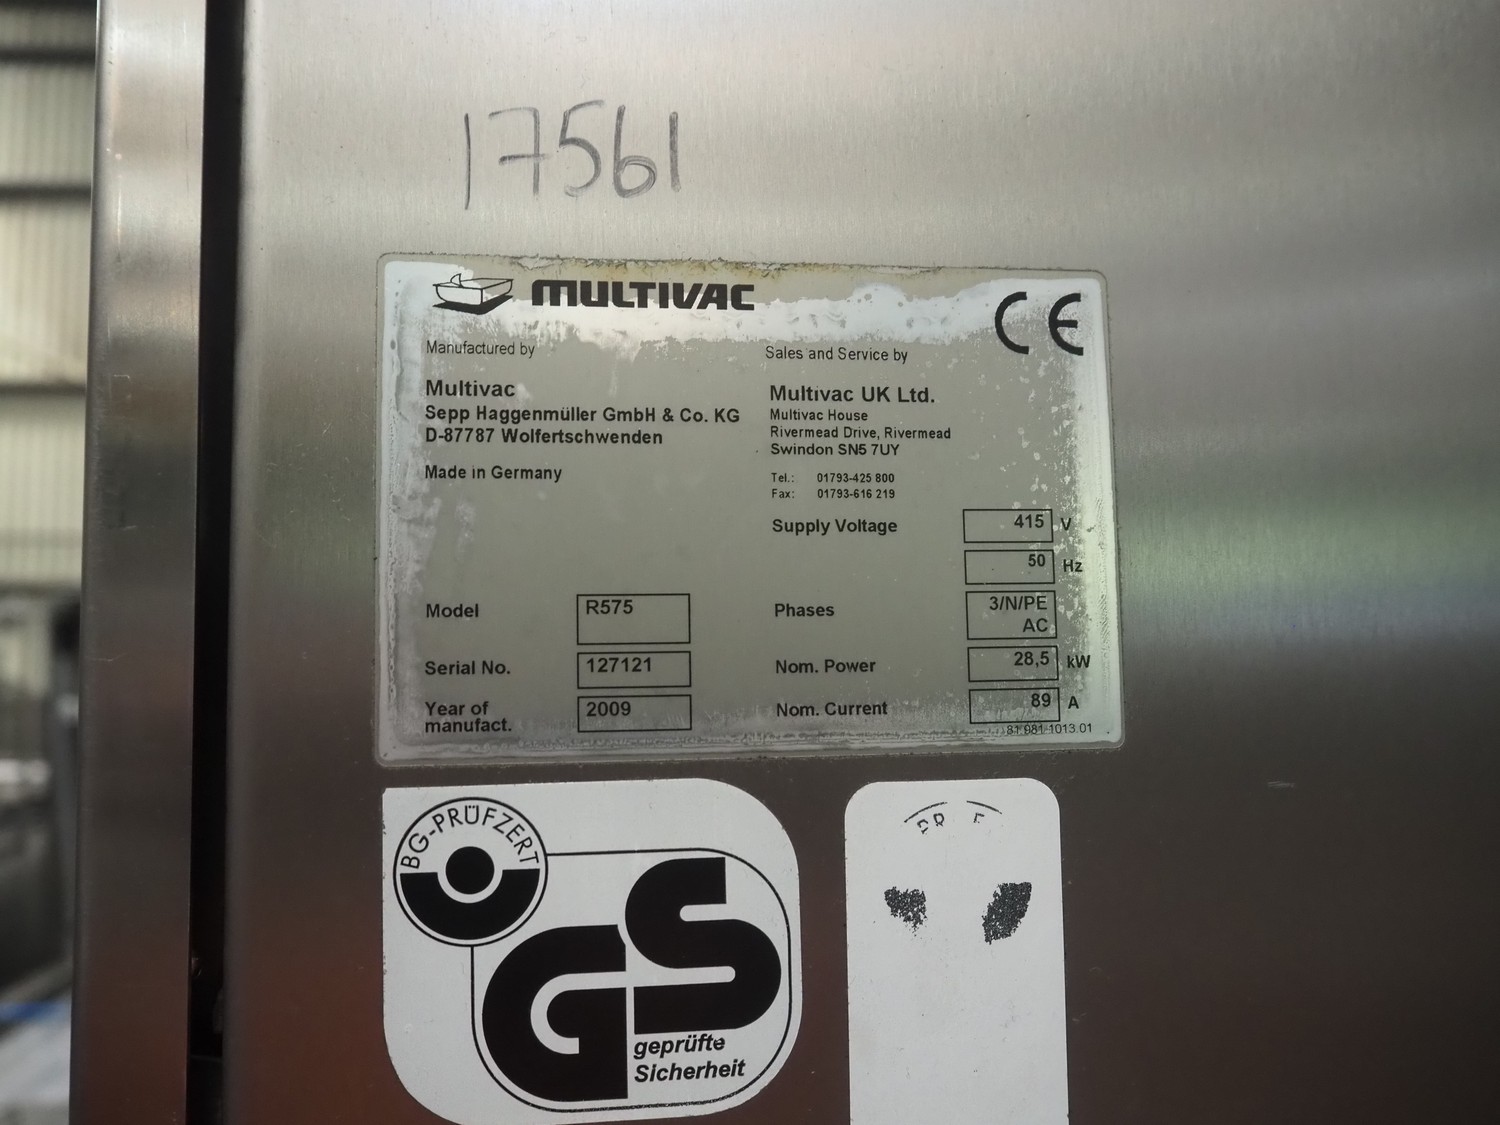 17561
MULTIVAC
CE
Manufactured by
Multivac
Sepp Haggenmüller GmbH & Co. KG
D-87787 Wolfertschwenden
Made in Germany
Sales and Service by
Multivac UK Ltd.
Multivac House
Rivermead Drive, Rivermead
Swindon SN5 7UY
Tel.: 01793-425 800
Fax: 01793-616 219
Supply Voltage 415 V
50 Hz
Model R575
Phases 3/N/PE
AC
Serial No. 127121
Nom. Power 28,5 kW
Year of
manufact. 2009
Nom. Current 89 A
81 981 1013 01
BG-PRÜFZERT
GS
geprüfte
Sicherheit